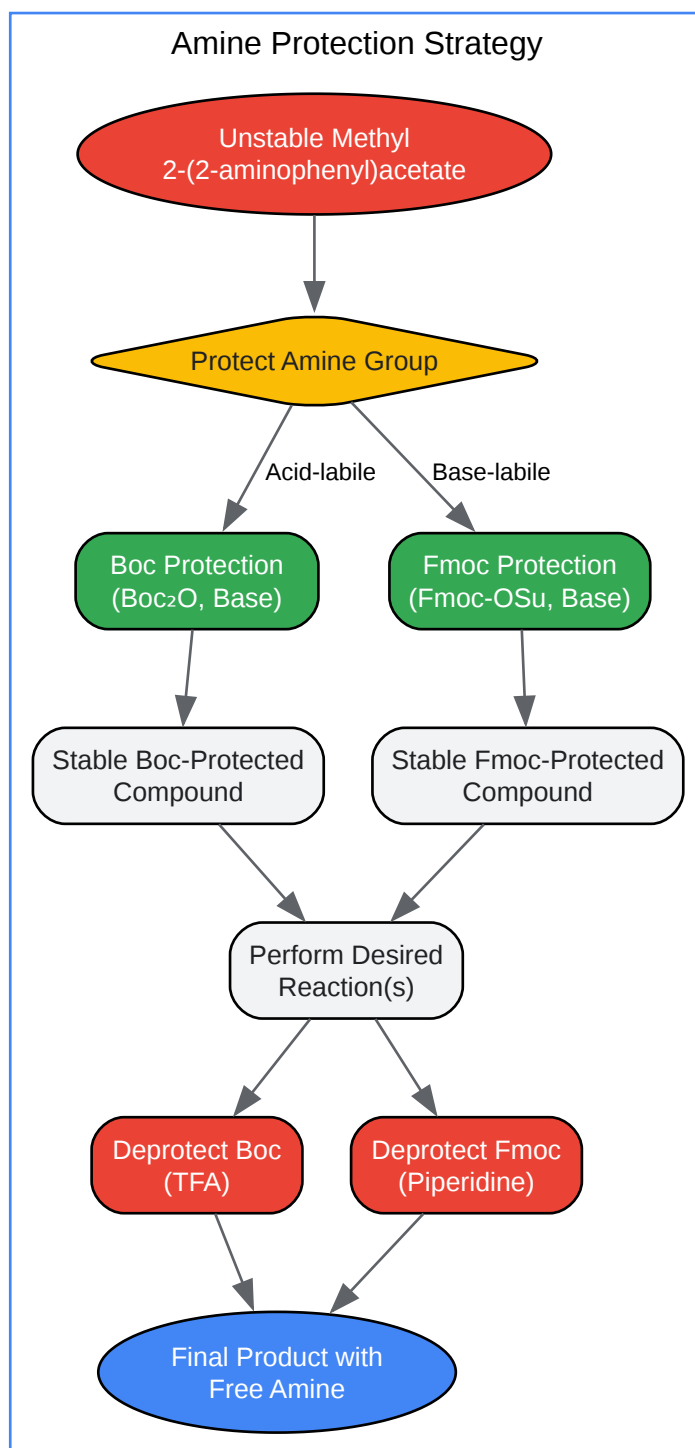 Amine Protection Strategy
Unstable Methyl
2-(2-aminophenyl)acetate
Protect Amine Group
Acid-labile
Base-labile
Boc Protection
(Boc₂O, Base)
Fmoc Protection
(Fmoc-OSu, Base)
Stable Boc-Protected
Compound
Stable Fmoc-Protected
Compound
Perform Desired
Reaction(s)
Deprotect Boc
(TFA)
Deprotect Fmoc
(Piperidine)
Final Product with
Free Amine